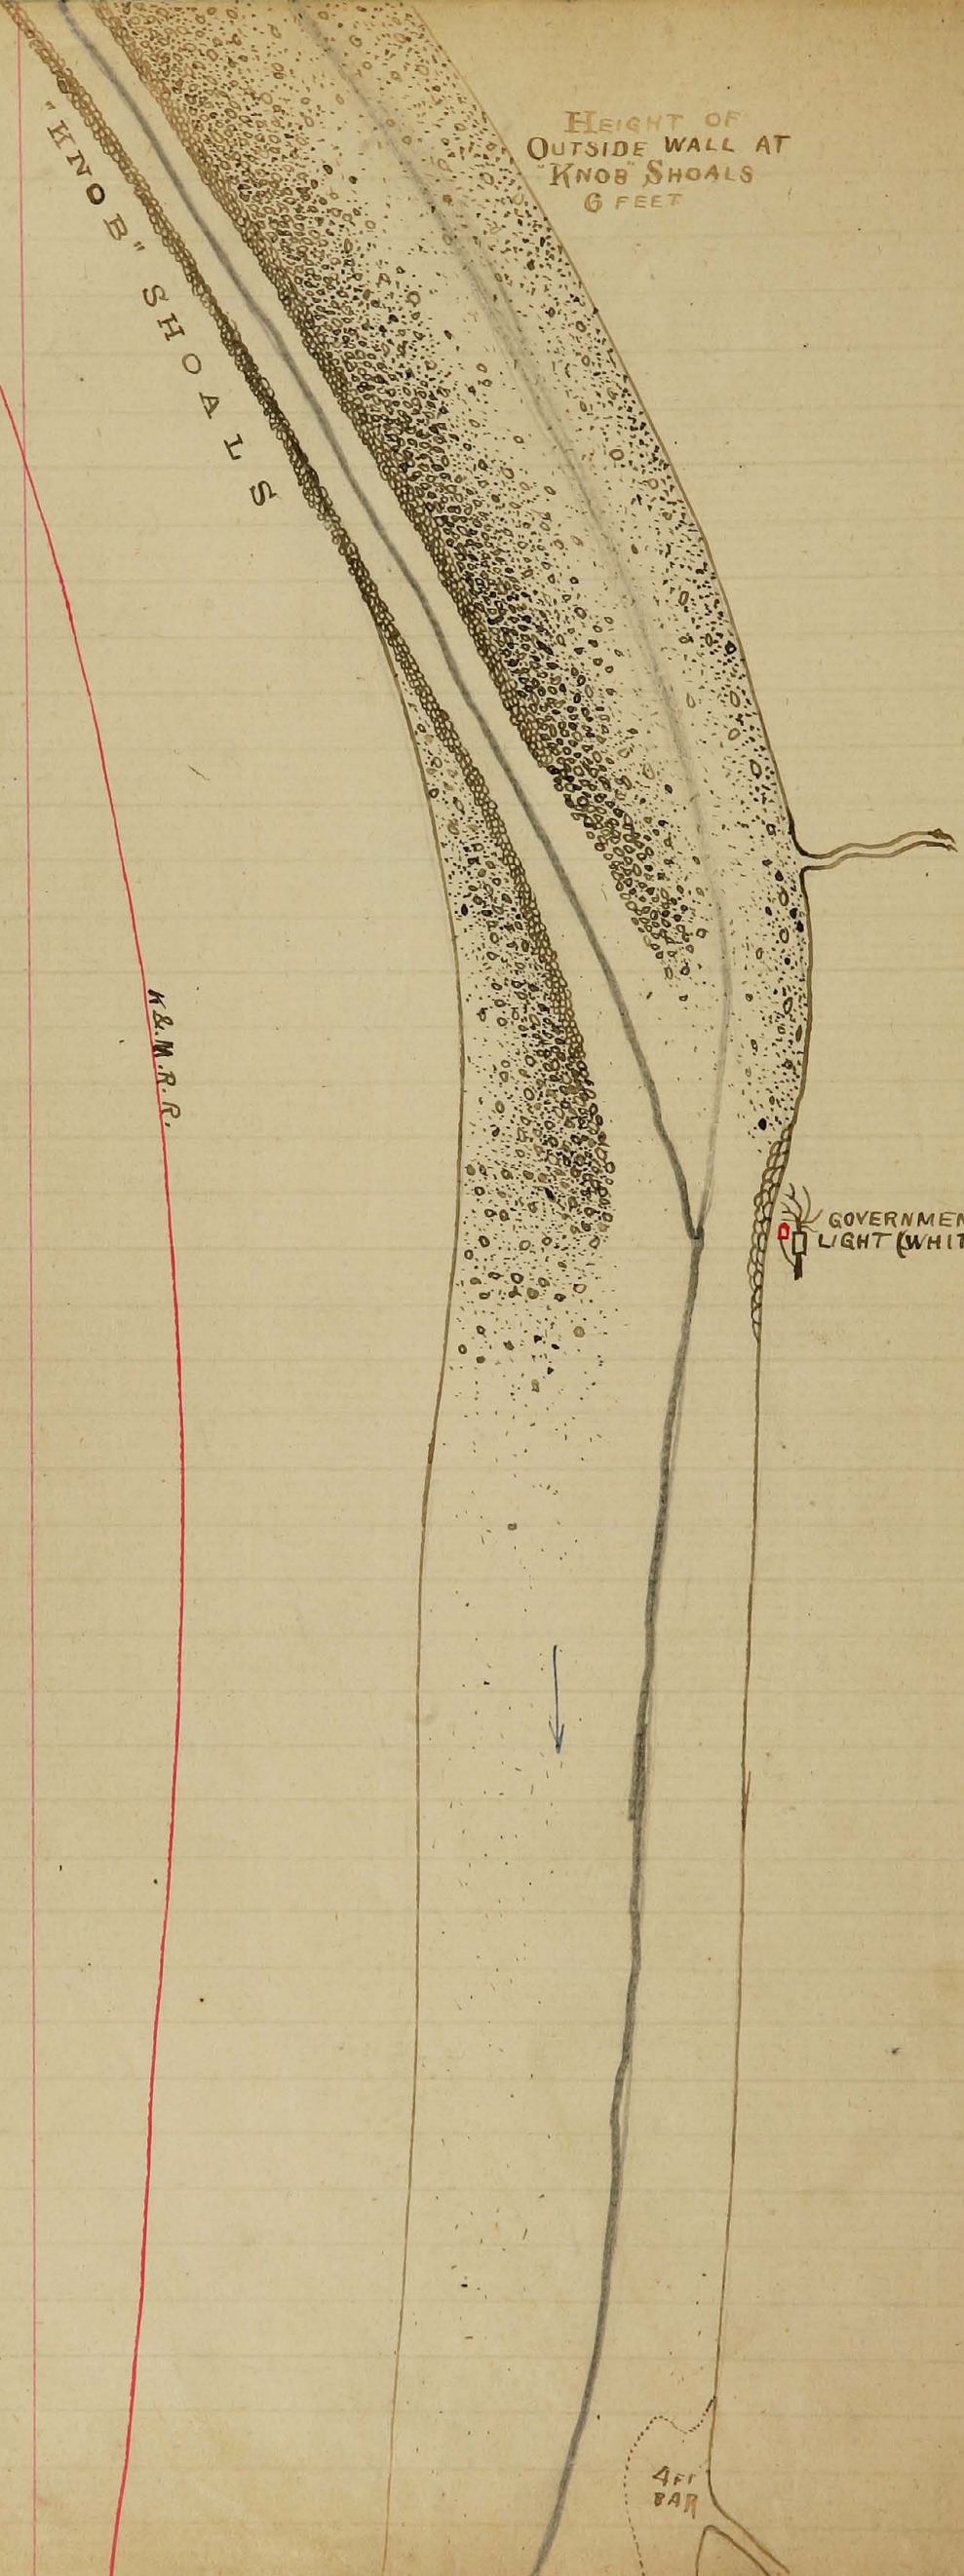 HEIGHT OF
OUTSIDE WALL AT
"KNOB" SHOALS
6 FEET
"KNOB" SHOALS
K&.M.R.R.
GOVERNMEN
LIGHT (WHIT
4 FT
BAR